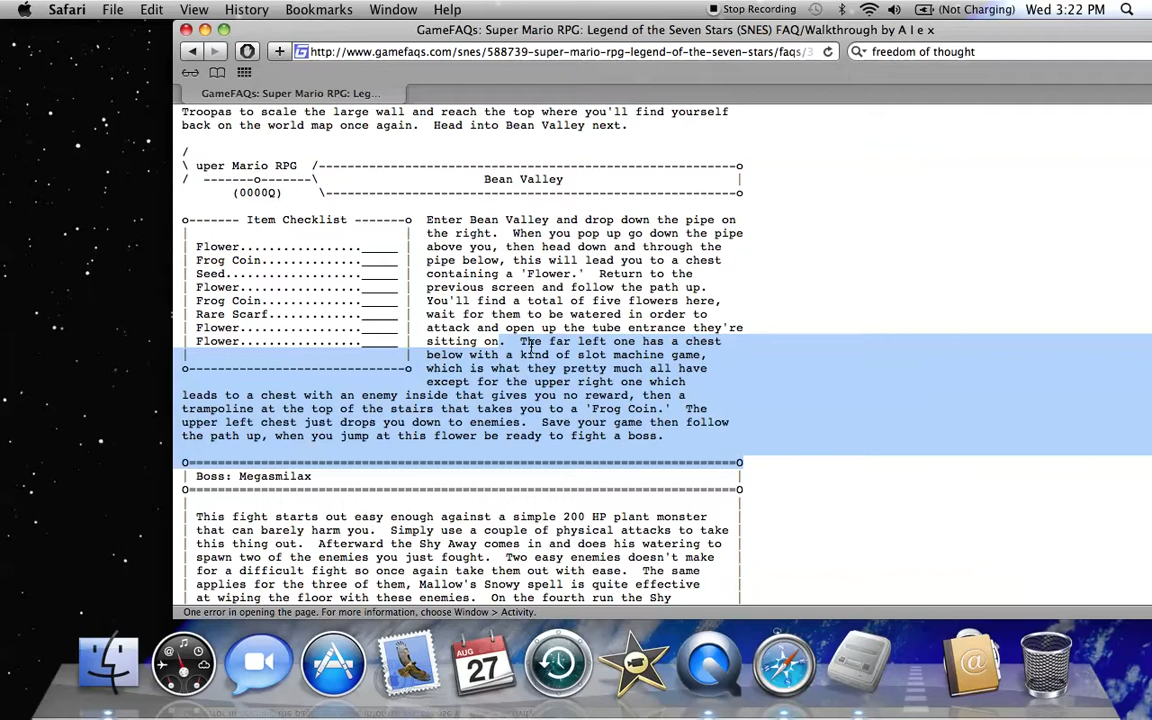 Safari File Edit View History Bookmarks Window Help Stop Recording (Not Charging) Wed 3:22 PM
GameFAQs: Super Mario RPG: Legend of the Seven Stars (SNES) FAQ/Walkthrough by A l e x
http://www.gamefaqs.com/snes/588739-super-mario-rpg-legend-of-the-seven-stars/faqs/3 freedom of thought
GameFAQs: Super Mario RPG: Leg...
Troopas to scale the large wall and reach the top where you'll find yourself
back on the world map once again.  Head into Bean Valley next.
/
\ uper Mario RPG  /----------------------------------------------------------o
/  -------o-------\                       Bean Valley                        |
(0000Q)      \---------------------------------------------------------o
o------- Item Checklist -------o  Enter Bean Valley and drop down the pipe on
|                              |  the right.  When you pop up go down the pipe
| Flower................._____ |  above you, then head down and through the
| Frog Coin.............._____ |  pipe below, this will lead you to a chest
| Seed..................._____ |  containing a 'Flower.'  Return to the
| Flower................._____ |  previous screen and follow the path up.
| Frog Coin.............._____ |  You'll find a total of five flowers here,
| Rare Scarf............._____ |  wait for them to be watered in order to
| Flower................._____ |  attack and open up the tube entrance they're
| Flower................._____ |  sitting on.  The far left one has a chest
|                              |  below with a kind of slot machine game,
o------------------------------o  which is what they pretty much all have
except for the upper right one which
leads to a chest with an enemy inside that gives you no reward, then a
trampoline at the top of the stairs that takes you to a 'Frog Coin.'  The
upper left chest just drops you down to enemies.  Save your game then follow
the path up, when you jump at this flower be ready to fight a boss.
O============================================================================O
| Boss: Megasmilax                                                           |
O============================================================================O
| This fight starts out easy enough against a simple 200 HP plant monster    |
| that can barely harm you.  Simply use a couple of physical attacks to take |
| this thing out.  Afterward the Shy Away comes in and does his watering to  |
| spawn two of the enemies you just fought.  Two easy enemies doesn't make   |
| for a difficult fight so once again take them out with ease.  The same     |
| applies for the three of them, Mallow's Snowy spell is quite effective     |
| at wiping the floor with these enemies.  On the fourth run the Shy         |
One error in opening the page. For more information, choose Window > Activity.
AUG
27